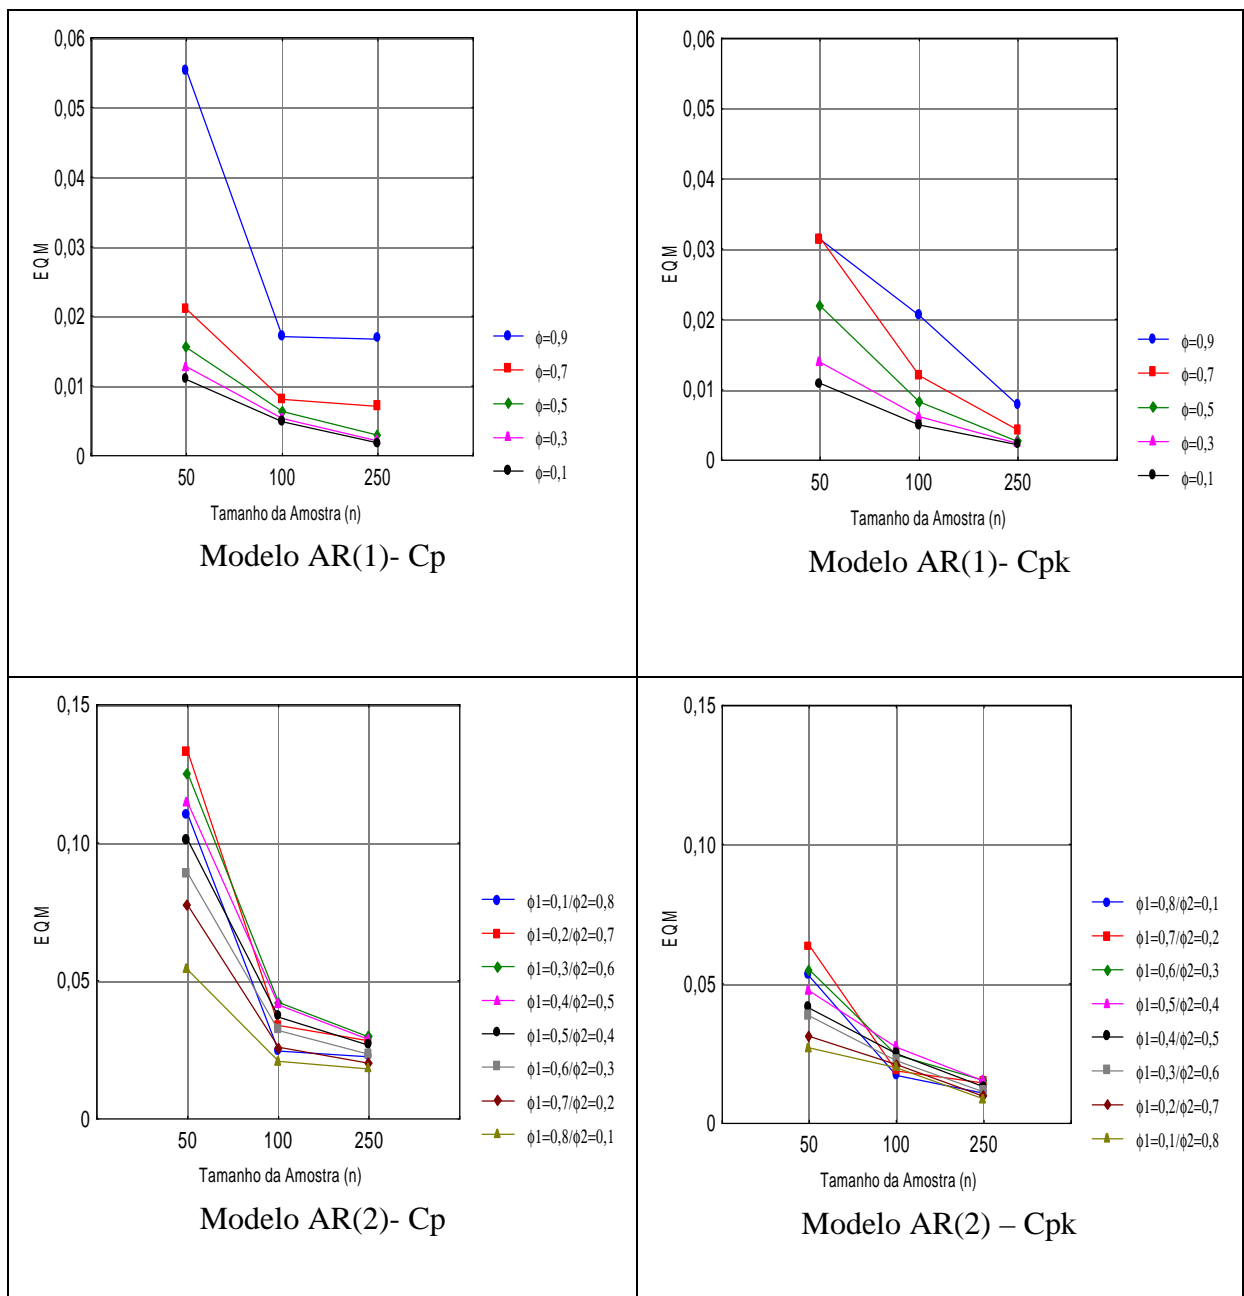 0,06
0,05
0,04
0,03
0,02
0,01
0
EQM
50 100 250
Tamanho da Amostra (n)
ϕ=0,9
ϕ=0,7
ϕ=0,5
ϕ=0,3
ϕ=0,1
Modelo AR(1)- Cp
0,06
0,05
0,04
0,03
0,02
0,01
0
EQM
50 100 250
Tamanho da Amostra (n)
ϕ=0,9
ϕ=0,7
ϕ=0,5
ϕ=0,3
ϕ=0,1
Modelo AR(1)- Cpk
0,15
0,10
0,05
0
EQM
50 100 250
Tamanho da Amostra (n)
ϕ1=0,1/ϕ2=0,8
ϕ1=0,2/ϕ2=0,7
ϕ1=0,3/ϕ2=0,6
ϕ1=0,4/ϕ2=0,5
ϕ1=0,5/ϕ2=0,4
ϕ1=0,6/ϕ2=0,3
ϕ1=0,7/ϕ2=0,2
ϕ1=0,8/ϕ2=0,1
Modelo AR(2)- Cp
0,15
0,10
0,05
0
EQM
50 100 250
Tamanho da Amostra (n)
ϕ1=0,8/ϕ2=0,1
ϕ1=0,7/ϕ2=0,2
ϕ1=0,6/ϕ2=0,3
ϕ1=0,5/ϕ2=0,4
ϕ1=0,4/ϕ2=0,5
ϕ1=0,3/ϕ2=0,6
ϕ1=0,2/ϕ2=0,7
ϕ1=0,1/ϕ2=0,8
Modelo AR(2) – Cpk